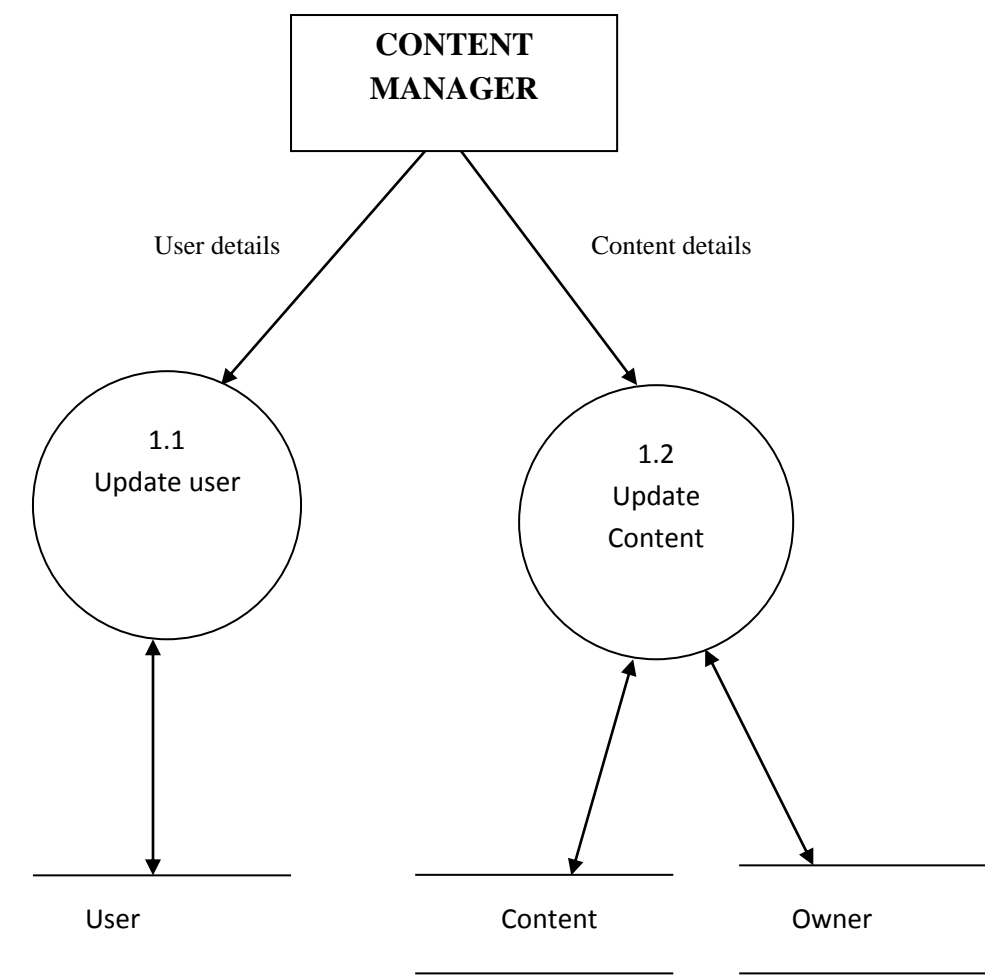 CONTENT
MANAGER
User details
Content details
1.1
Update user
1.2
Update
Content
User
Content
Owner